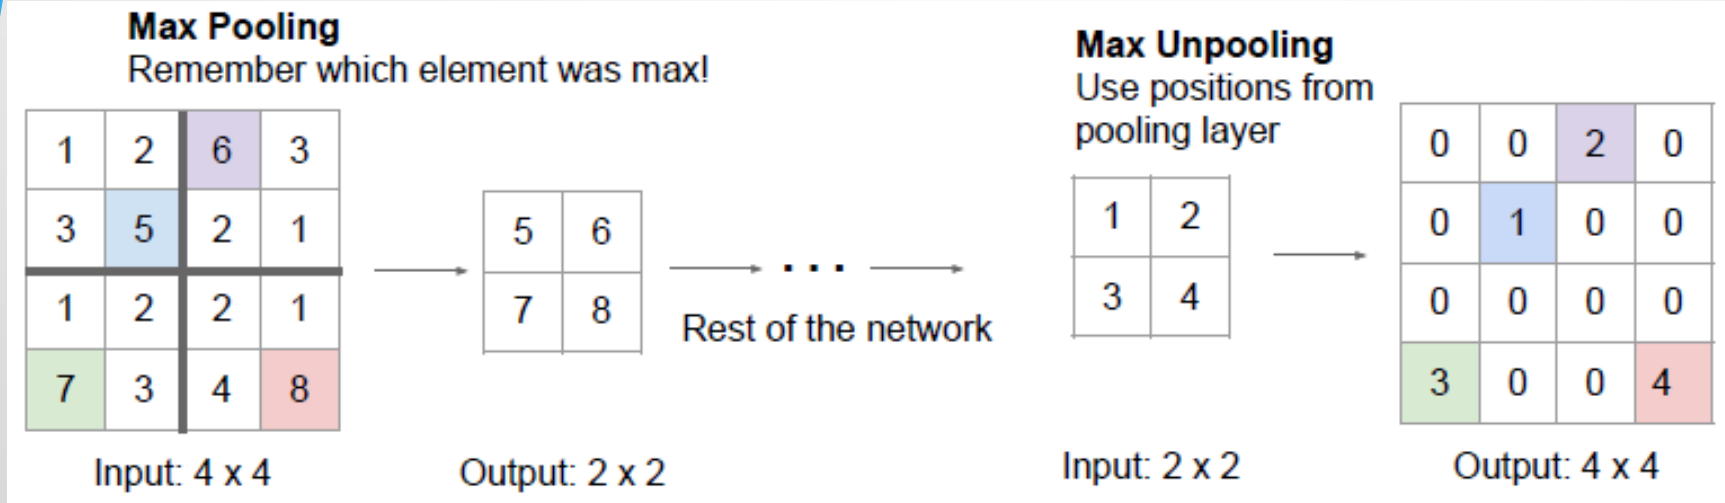 Max Pooling
Remember which element was max!
1 2 6 3
3 5 2 1
1 2 2 1
7 3 4 8
Input: 4 x 4
5 6
7 8
Output: 2 x 2
...
Rest of the network
Max Unpooling
Use positions from
pooling layer
1 2
3 4
Input: 2 x 2
0 0 2 0
0 1 0 0
0 0 0 0
3 0 0 4
Output: 4 x 4